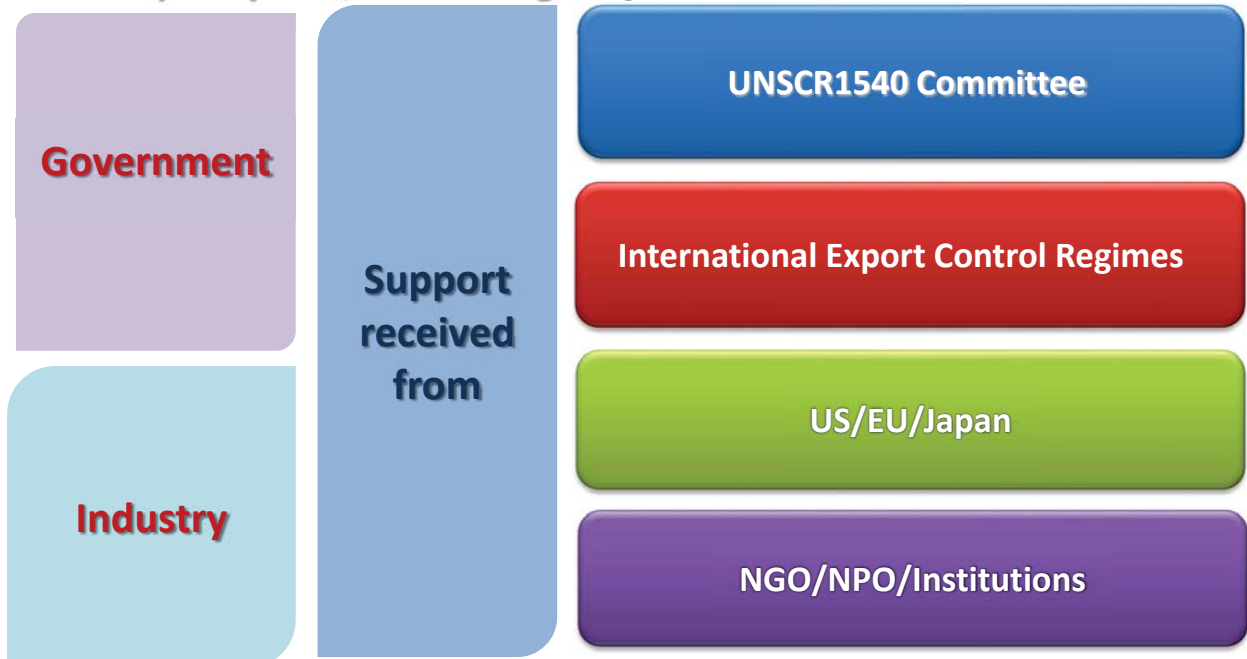 Government
Industry
Support
received
from
UNSCR1540 Committee
International Export Control Regimes
US/EU/Japan
NGO/NPO/Institutions